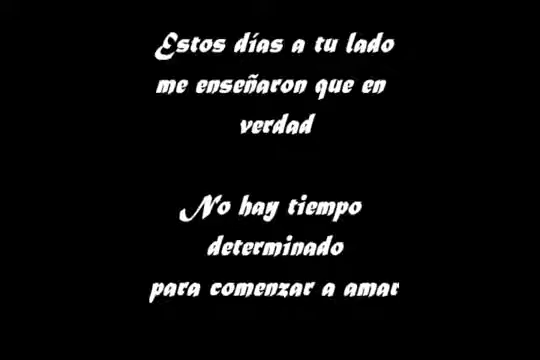 Estos días a tu lado
me enseñaron que en
verdad
No hay tiempo
determinado
para comenzar a amar